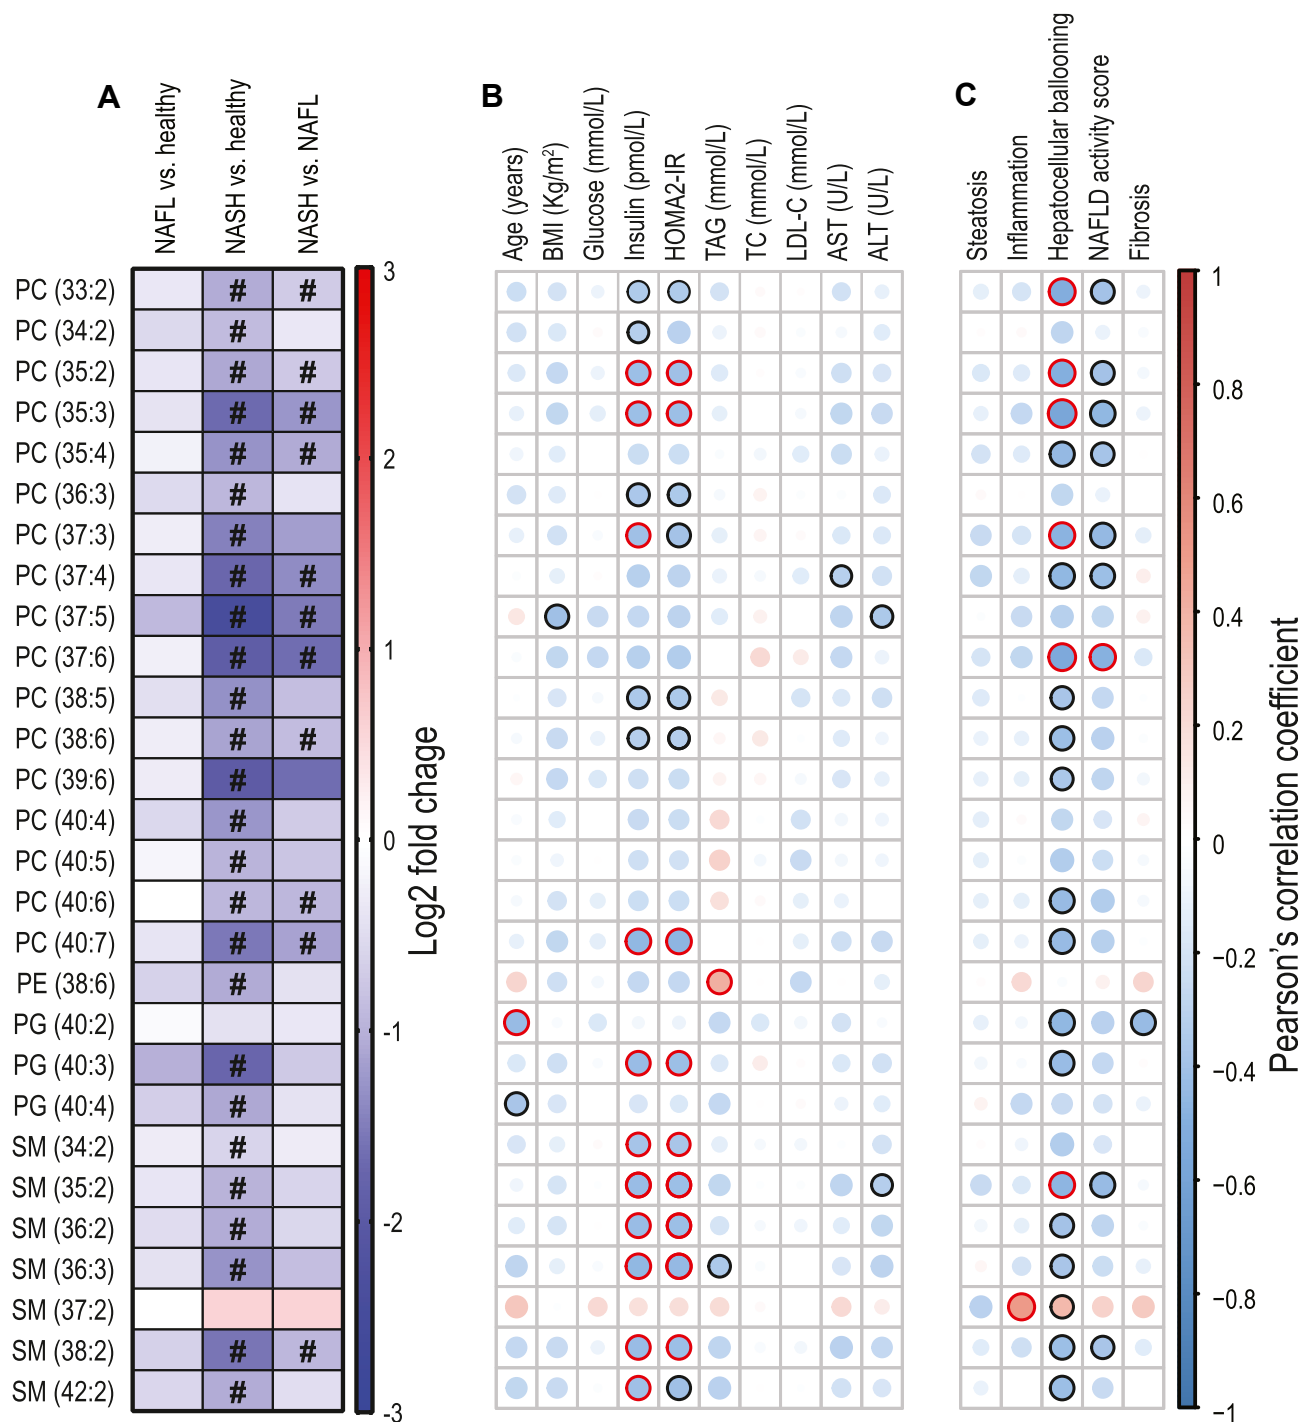 A
B
C
NAFL vs. healthy
NASH vs. healthy
NASH vs. NAFL
Age (years)
BMI (Kg/m²)
Glucose (mmol/L)
Insulin (pmol/L)
HOMA2-IR
TAG (mmol/L)
TC (mmol/L)
LDL-C (mmol/L)
AST (U/L)
ALT (U/L)
Steatosis
Inflammation
Hepatocellular ballooning
NAFLD activity score
Fibrosis
PC (33:2) # #
PC (34:2) #
PC (35:2) # #
PC (35:3) # #
PC (35:4) # #
PC (36:3) #
PC (37:3) #
PC (37:4) # #
PC (37:5) # #
PC (37:6) # #
PC (38:5) #
PC (38:6) # #
PC (39:6) #
PC (40:4) #
PC (40:5) #
PC (40:6) # #
PC (40:7) # #
PE (38:6) #
PG (40:2)
PG (40:3) #
PG (40:4) #
SM (34:2) #
SM (35:2) #
SM (36:2) #
SM (36:3) #
SM (37:2)
SM (38:2) # #
SM (42:2) #
3
2
1
0
-1
-2
-3
Log2 fold chage
1
0.8
0.6
0.4
0.2
0
−0.2
−0.4
−0.6
−0.8
−1
Pearson's correlation coefficient